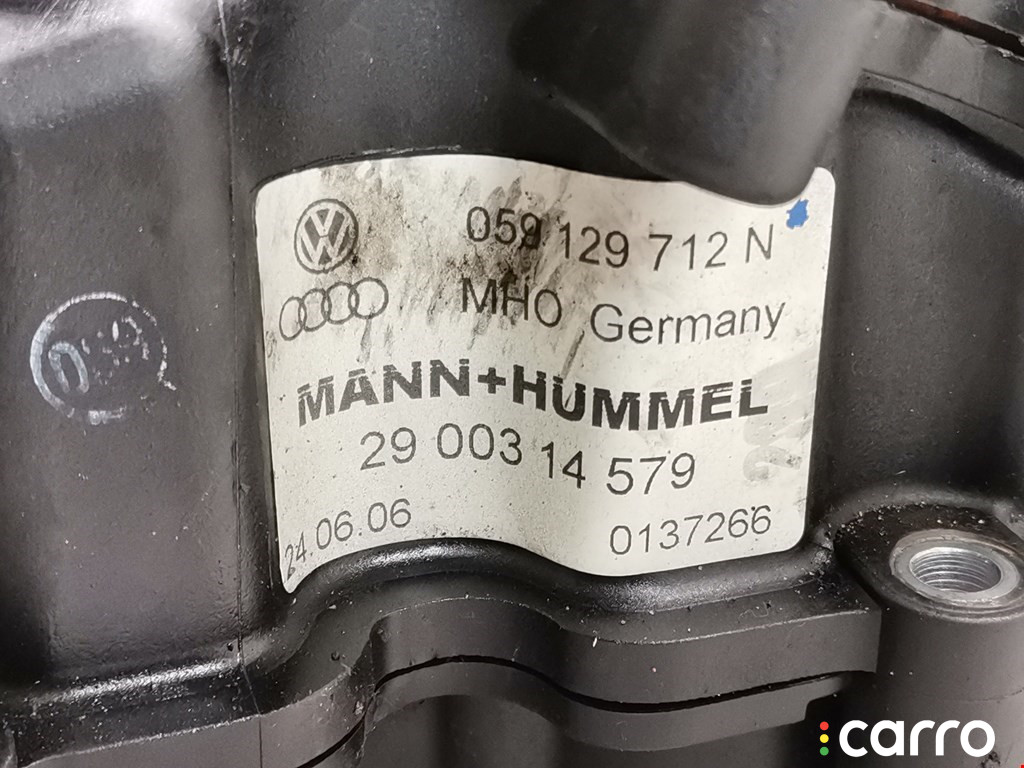 059 129 712 N
MHO Germany
MANN+HUMMEL
29 003 14 579
24.06.06
0137266
carro